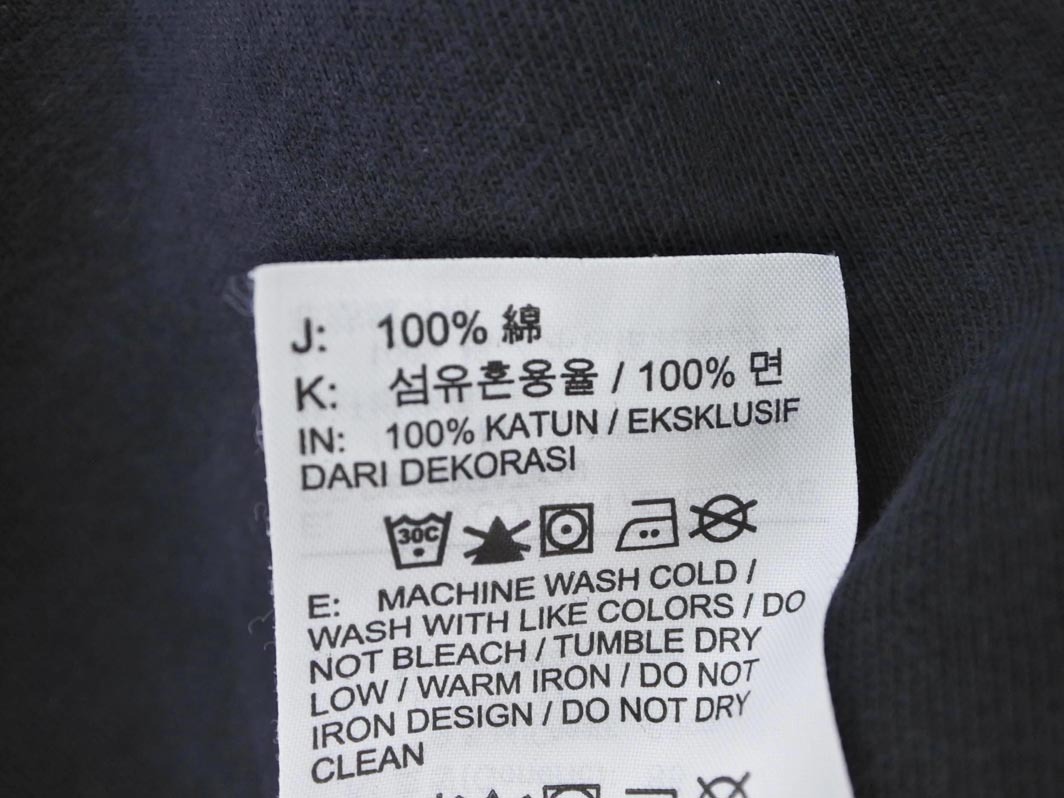 J: 100% 綿
K: 섬유혼용율 / 100% 면
IN: 100% KATUN / EKSKLUSIF
DARI DEKORASI
30C
E: MACHINE WASH COLD /
WASH WITH LIKE COLORS / DO
NOT BLEACH / TUMBLE DRY
LOW / WARM IRON / DO NOT
IRON DESIGN / DO NOT DRY
CLEAN